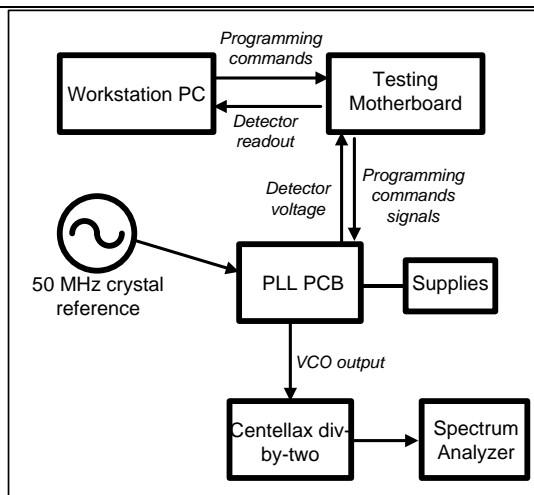 Programming
commands
Workstation PC
Testing
Motherboard
Detector
readout
Detector
voltage
Programming
commands
signals
50 MHz crystal
reference
PLL PCB
Supplies
VCO output
Centellax div-
by-two
Spectrum
Analyzer